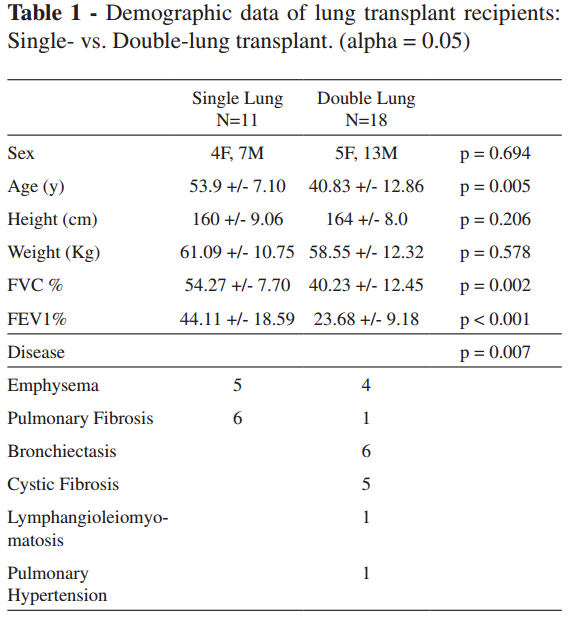 Table 1 - Demographic data of lung transplant recipients:
Single- vs. Double-lung transplant. (alpha = 0.05)
Single Lung Double Lung
N=11 N=18
Sex 4F, 7M 5F, 13M p = 0.694
Age (y) 53.9 +/- 7.10 40.83 +/- 12.86 p = 0.005
Height (cm) 160 +/- 9.06 164 +/- 8.0 p = 0.206
Weight (Kg) 61.09 +/- 10.75 58.55 +/- 12.32 p = 0.578
FVC % 54.27 +/- 7.70 40.23 +/- 12.45 p = 0.002
FEV1% 44.11 +/- 18.59 23.68 +/- 9.18 p < 0.001
Disease p = 0.007
Emphysema 5 4
Pulmonary Fibrosis 6 1
Bronchiectasis 6
Cystic Fibrosis 5
Lymphangioleiomyo- 1
matosis
Pulmonary 1
Hypertension